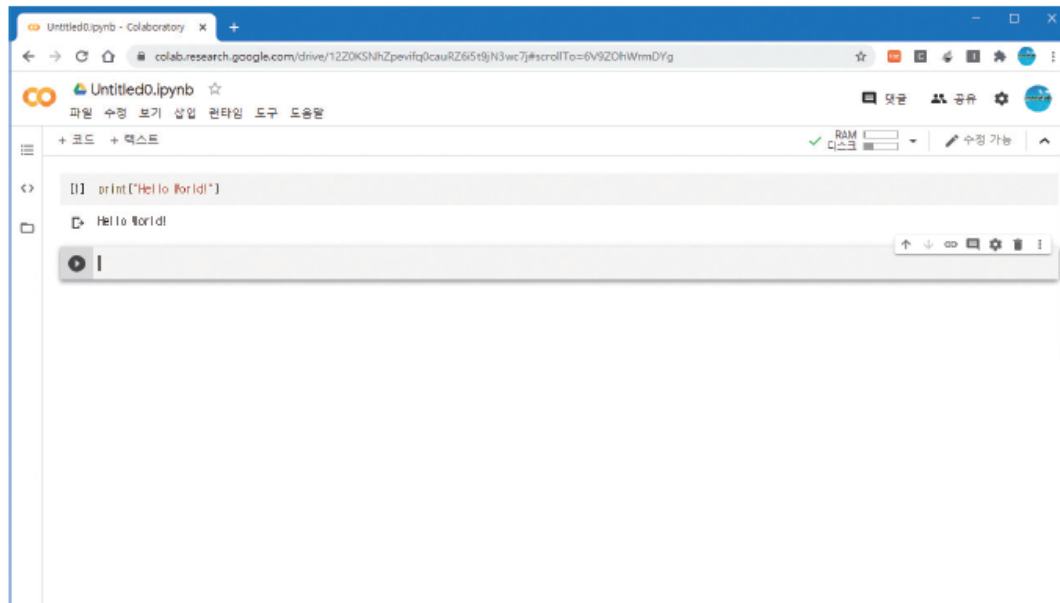 Untitled0.ipynb - Colaboratory
colab.research.google.com/drive/12Z0KSNhZpevifq0cauRZ6i5t9jN3wc7j#scrollTo=6V9ZOhWrmDYg
Untitled0.ipynb
댓글 공유
파일 수정 보기 삽입 런타임 도구 도움말
+ 코드 + 텍스트
RAM
디스크
수정 가능
[1] print("Hello World!")
Hello World!